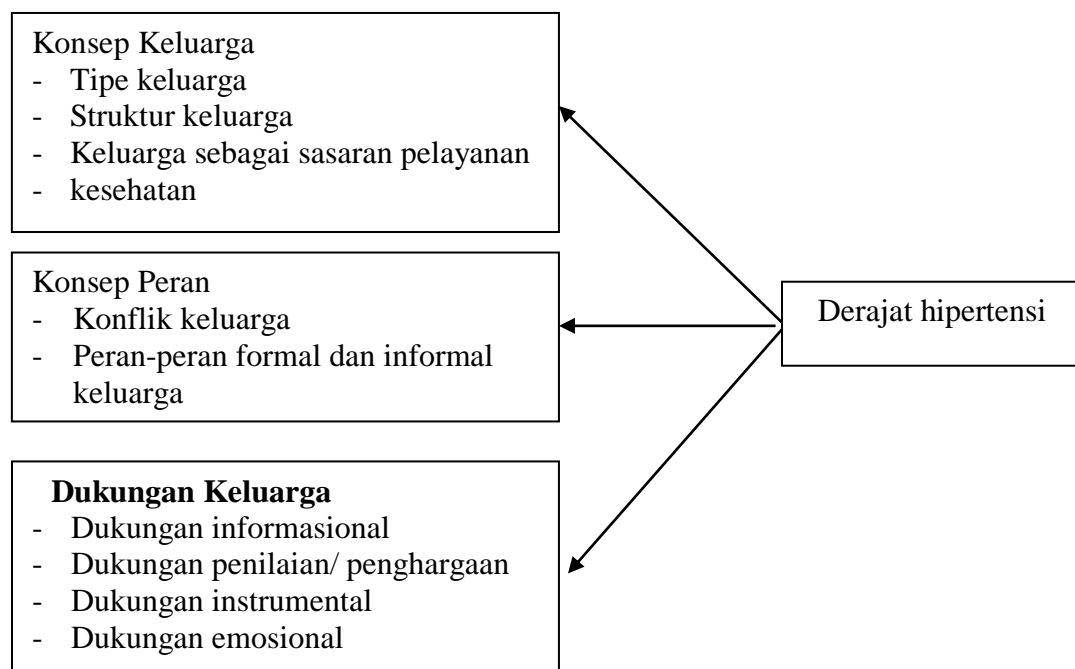 Konsep Keluarga
- Tipe keluarga
- Struktur keluarga
- Keluarga sebagai sasaran pelayanan
- kesehatan
Konsep Peran
- Konflik keluarga
- Peran-peran formal dan informal
keluarga
Derajat hipertensi
Dukungan Keluarga
- Dukungan informasional
- Dukungan penilaian/ penghargaan
- Dukungan instrumental
- Dukungan emosional